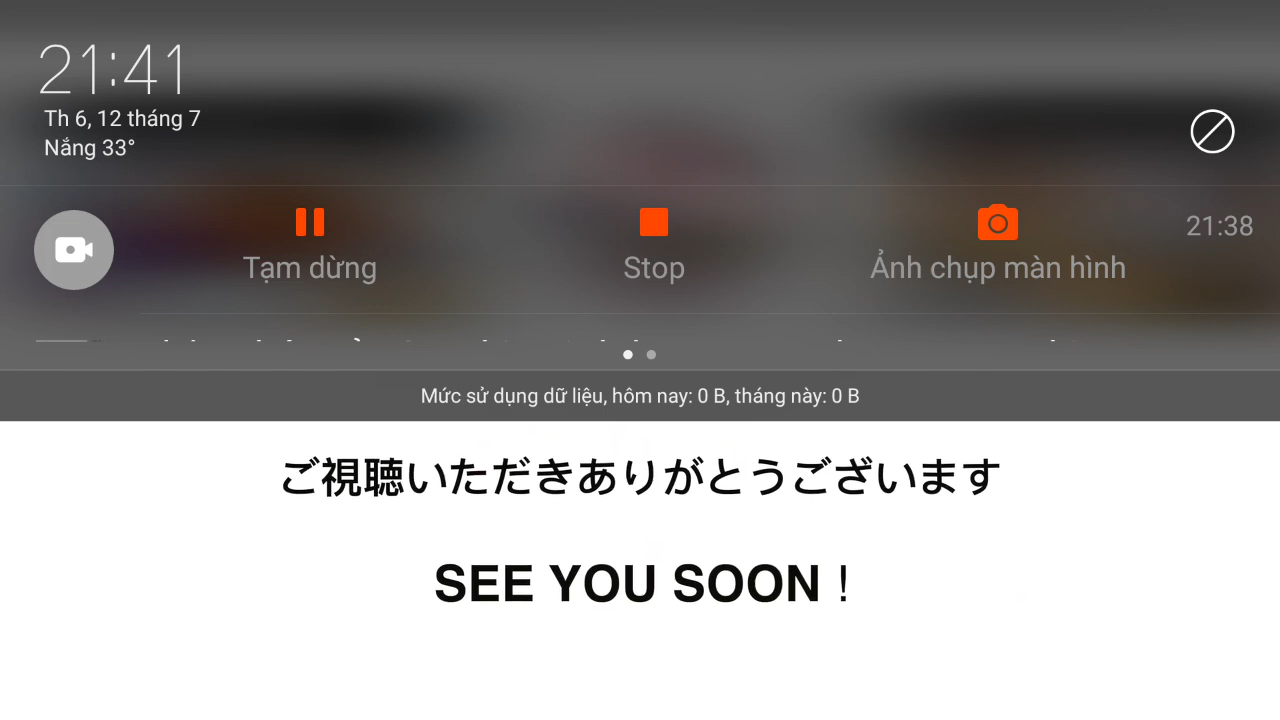 21:41
Th 6, 12 tháng 7
Nắng 33°
Tạm dừng
Stop
Ảnh chụp màn hình
21:38
Mức sử dụng dữ liệu, hôm nay: 0 B, tháng này: 0 B
ご視聴いただきありがとうございます
SEE YOU SOON !